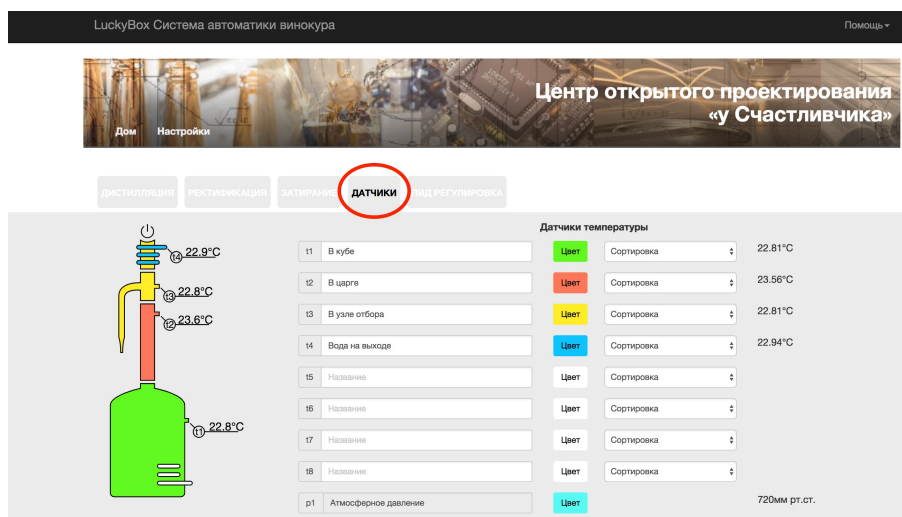 LuckyBox Система автоматики винокура
Помощь
Центр открытого проектирования
«у Счастливчика»
Дом Настройки
ДИСТИЛЛЯЦИЯ РЕКТИФИКАЦИЯ ЗАТИРАНИЕ ДАТЧИКИ ПИД РЕГУЛИРОВКА
Датчики температуры
t4 22.9°C
t3 22.8°C
t2 23.6°C
t1 22.8°C
t1 В кубе Цвет Сортировка 22.81°C
t2 В царге Цвет Сортировка 23.56°C
t3 В узле отбора Цвет Сортировка 22.81°C
t4 Вода на выходе Цвет Сортировка 22.94°C
t5 Название Цвет Сортировка
t6 Название Цвет Сортировка
t7 Название Цвет Сортировка
t8 Название Цвет Сортировка
p1 Атмосферное давление Цвет 720мм рт.ст.